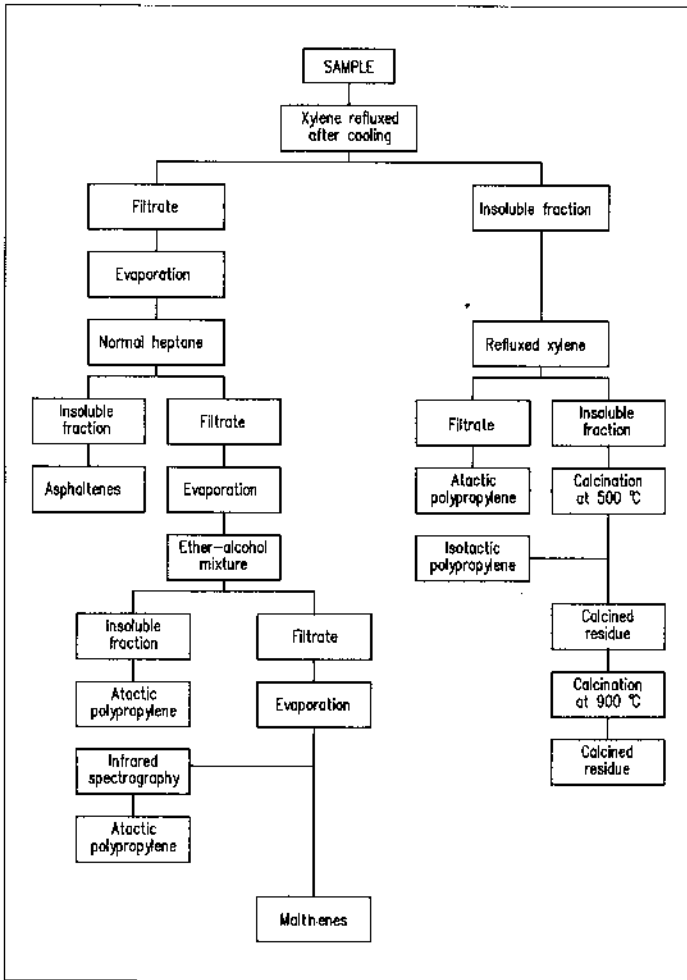 SAMPLE
Xylene refluxed
after cooling
Filtrate
Insoluble fraction
Evaporation
Normal heptane
Refluxed xylene
Insoluble
fraction
Filtrate
Filtrate
Insoluble
fraction
Asphaltenes
Evaporation
Atactic
polypropylene
Calcination
at 500 °C
Ether-alcohol
mixture
Isotactic
polypropylene
Insoluble
fraction
Filtrate
Calcined
residue
Atactic
polypropylene
Evaporation
Calcination
at 900 °C
Infrared
spectrography
Calcined
residue
Atactic
polypropylene
Malthenes